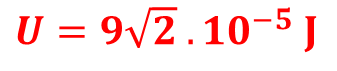 U = 9√2 . 10⁻⁵ J